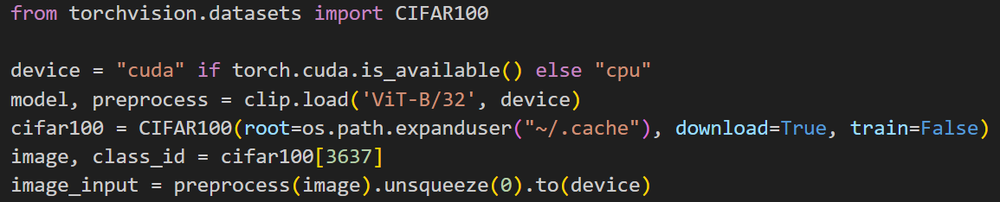 from torchvision.datasets import CIFAR100
device = "cuda" if torch.cuda.is_available() else "cpu"
model, preprocess = clip.load('ViT-B/32', device)
cifar100 = CIFAR100(root=os.path.expanduser("~/.cache"), download=True, train=False)
image, class_id = cifar100[3637]
image_input = preprocess(image).unsqueeze(0).to(device)